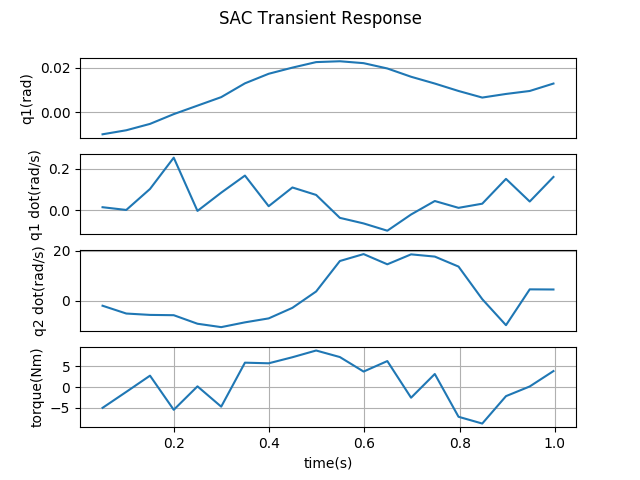 SAC Transient Response
q1(rad)
0.02
0.00
q1 dot(rad/s)
0.2
0.0
q2 dot(rad/s)
20
0
torque(Nm)
5
0
−5
0.2 0.4 0.6 0.8 1.0
time(s)